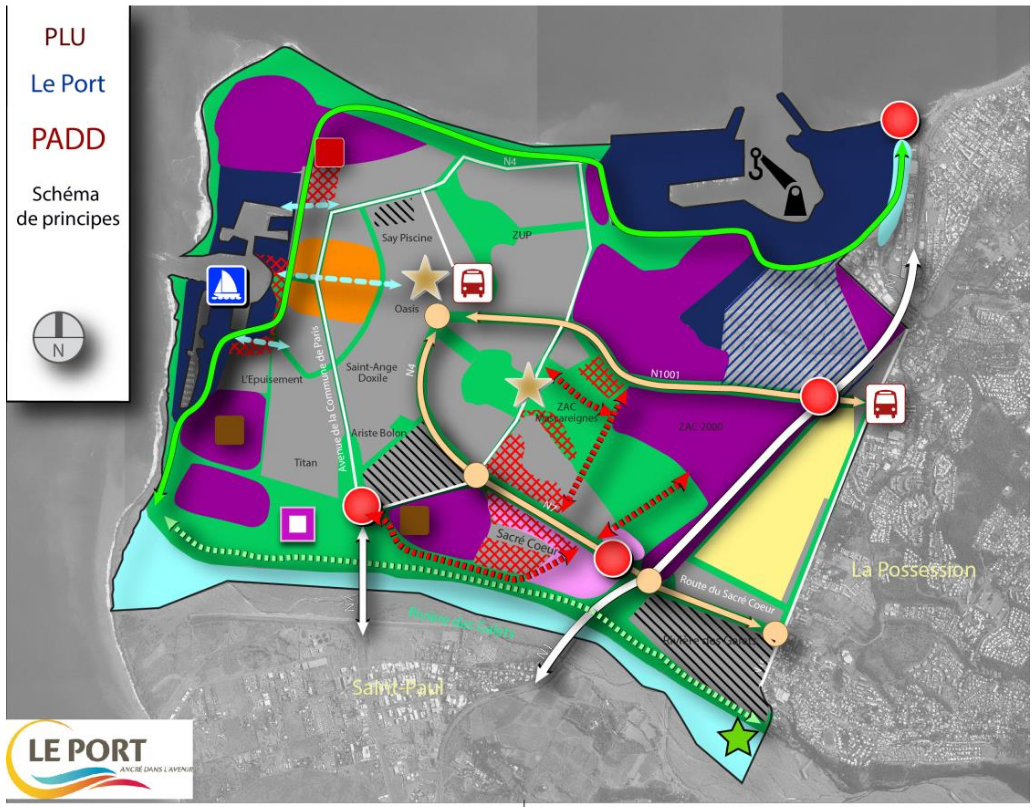 PLU
Le Port
PADD
Schéma
de principes
N
N4
Say Piscine
ZUP
Oasis
Avenue de la Commune de Paris
N4
Saint-Ange
Doxile
L'Epuisement
N1001
ZAC
Mascareignes
ZAC 2000
Ariste Bolon
Titan
N7
Sacré Coeur
Route du Sacré Coeur
La Possession
Rivière des Galets
Rivière des Galets
Saint-Paul
LE PORT
ANCRÉ DANS L'AVENIR